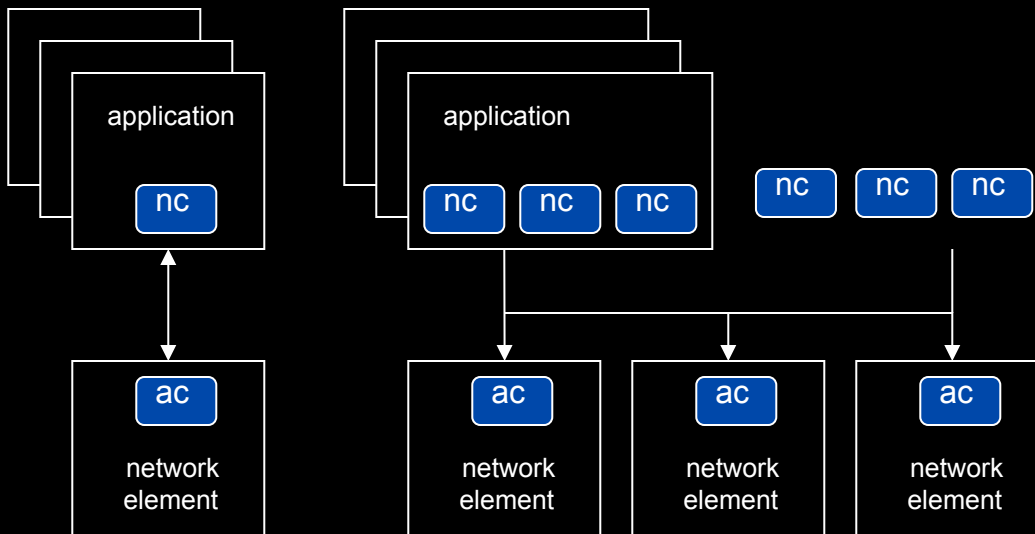 application
nc
application
nc nc nc
nc nc nc
ac
network
element
ac
network
element
ac
network
element
ac
network
element